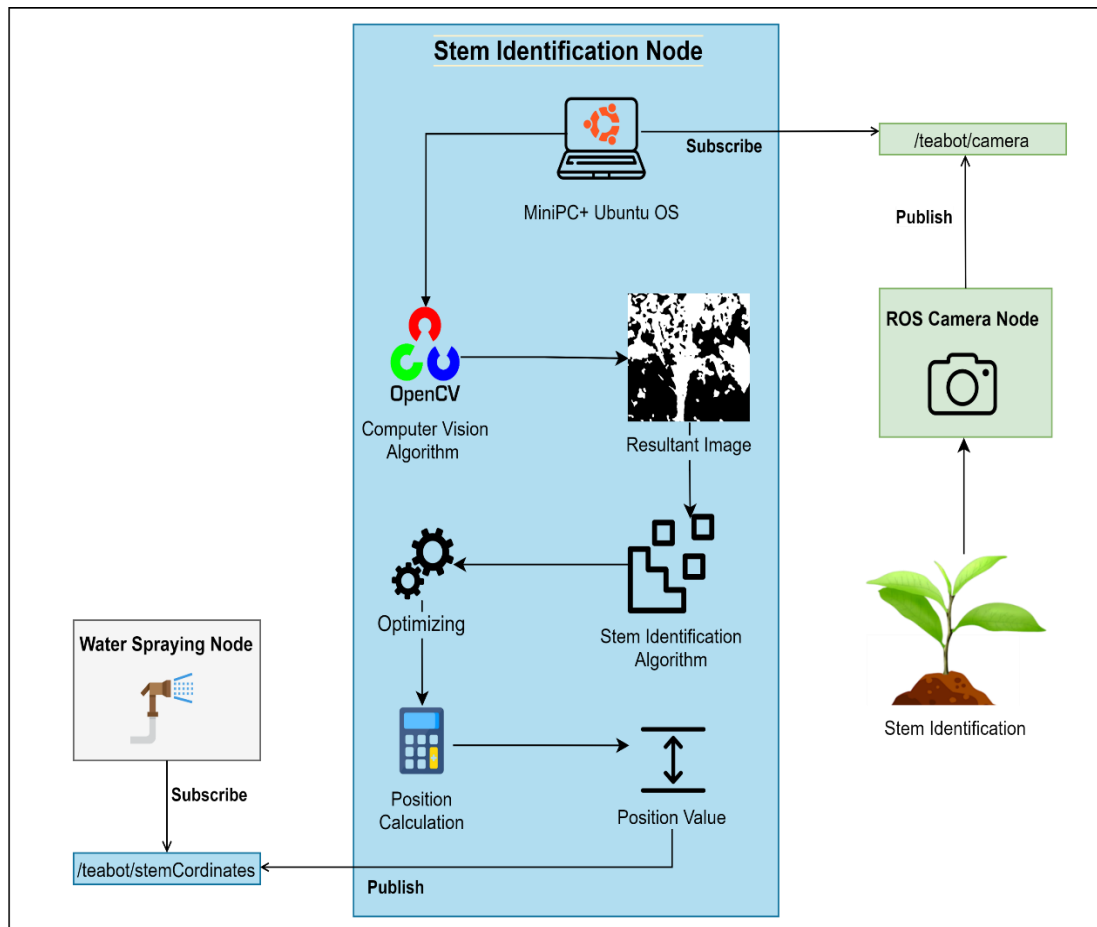 Stem Identification Node
Subscribe
/teabot/camera
MiniPC+ Ubuntu OS
Publish
ROS Camera Node
OpenCV
Computer Vision
Algorithm
Resultant Image
Optimizing
Stem Identification
Algorithm
Stem Identification
Water Spraying Node
Subscribe
Position
Calculation
Position Value
/teabot/stemCordinates
Publish